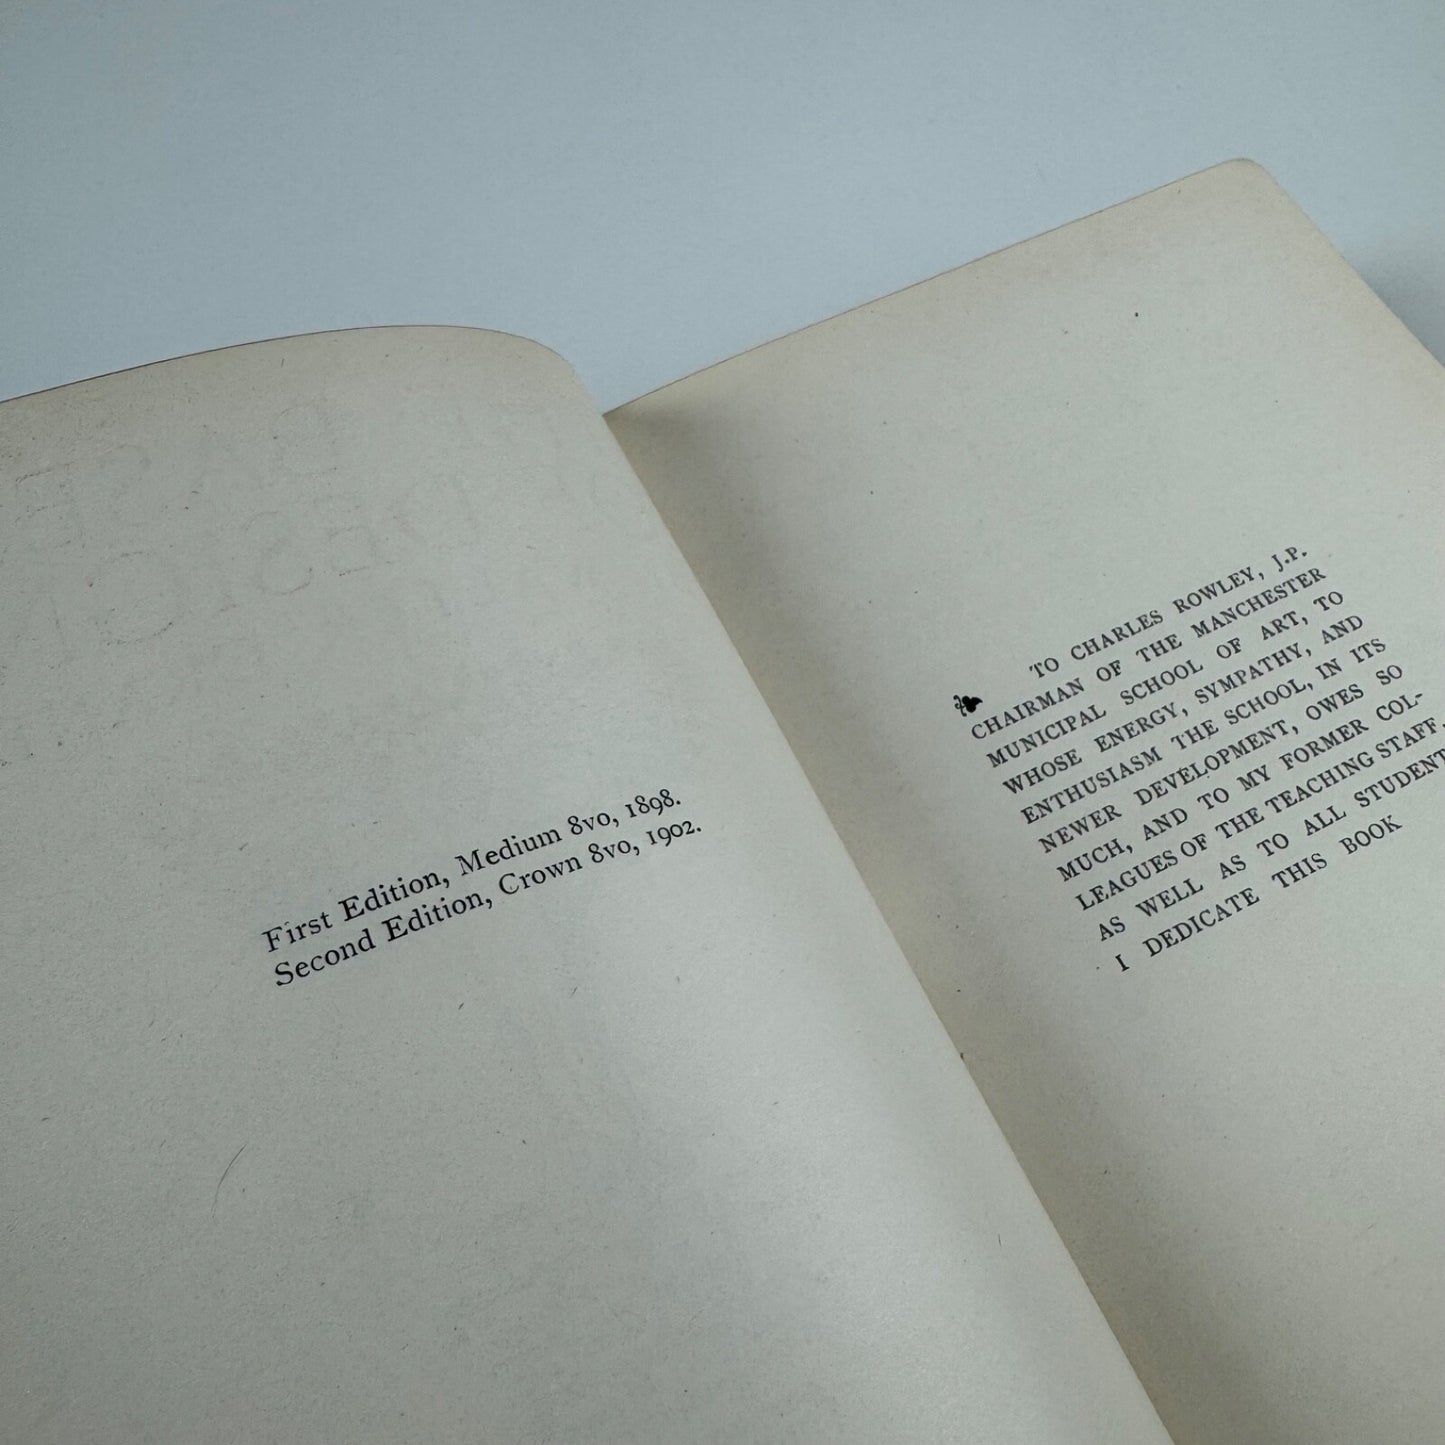 First Edition, Medium 8vo, 1898.
Second Edition, Crown 8vo, 1902.
TO CHARLES ROWLEY, J.P.
CHAIRMAN OF THE MANCHESTER
MUNICIPAL SCHOOL OF ART, TO
WHOSE ENERGY, SYMPATHY, AND
ENTHUSIASM THE SCHOOL, IN ITS
NEWER DEVELOPMENT, OWES SO
MUCH, AND TO MY FORMER COL-
LEAGUES OF THE TEACHING STAFF,
AS WELL AS TO ALL STUDENT
I DEDICATE THIS BOOK